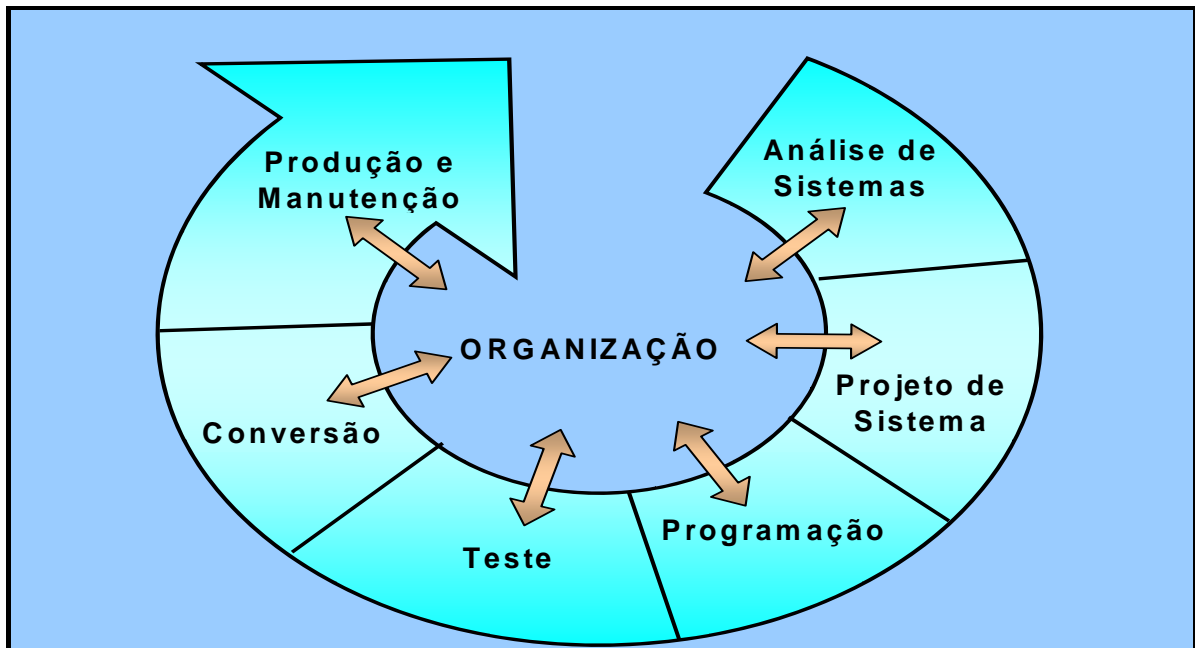 Análise de
Sistemas
Projeto de
Sistema
Programação
Teste
Conversão
Produção e
Manutenção
ORGANIZAÇÃO